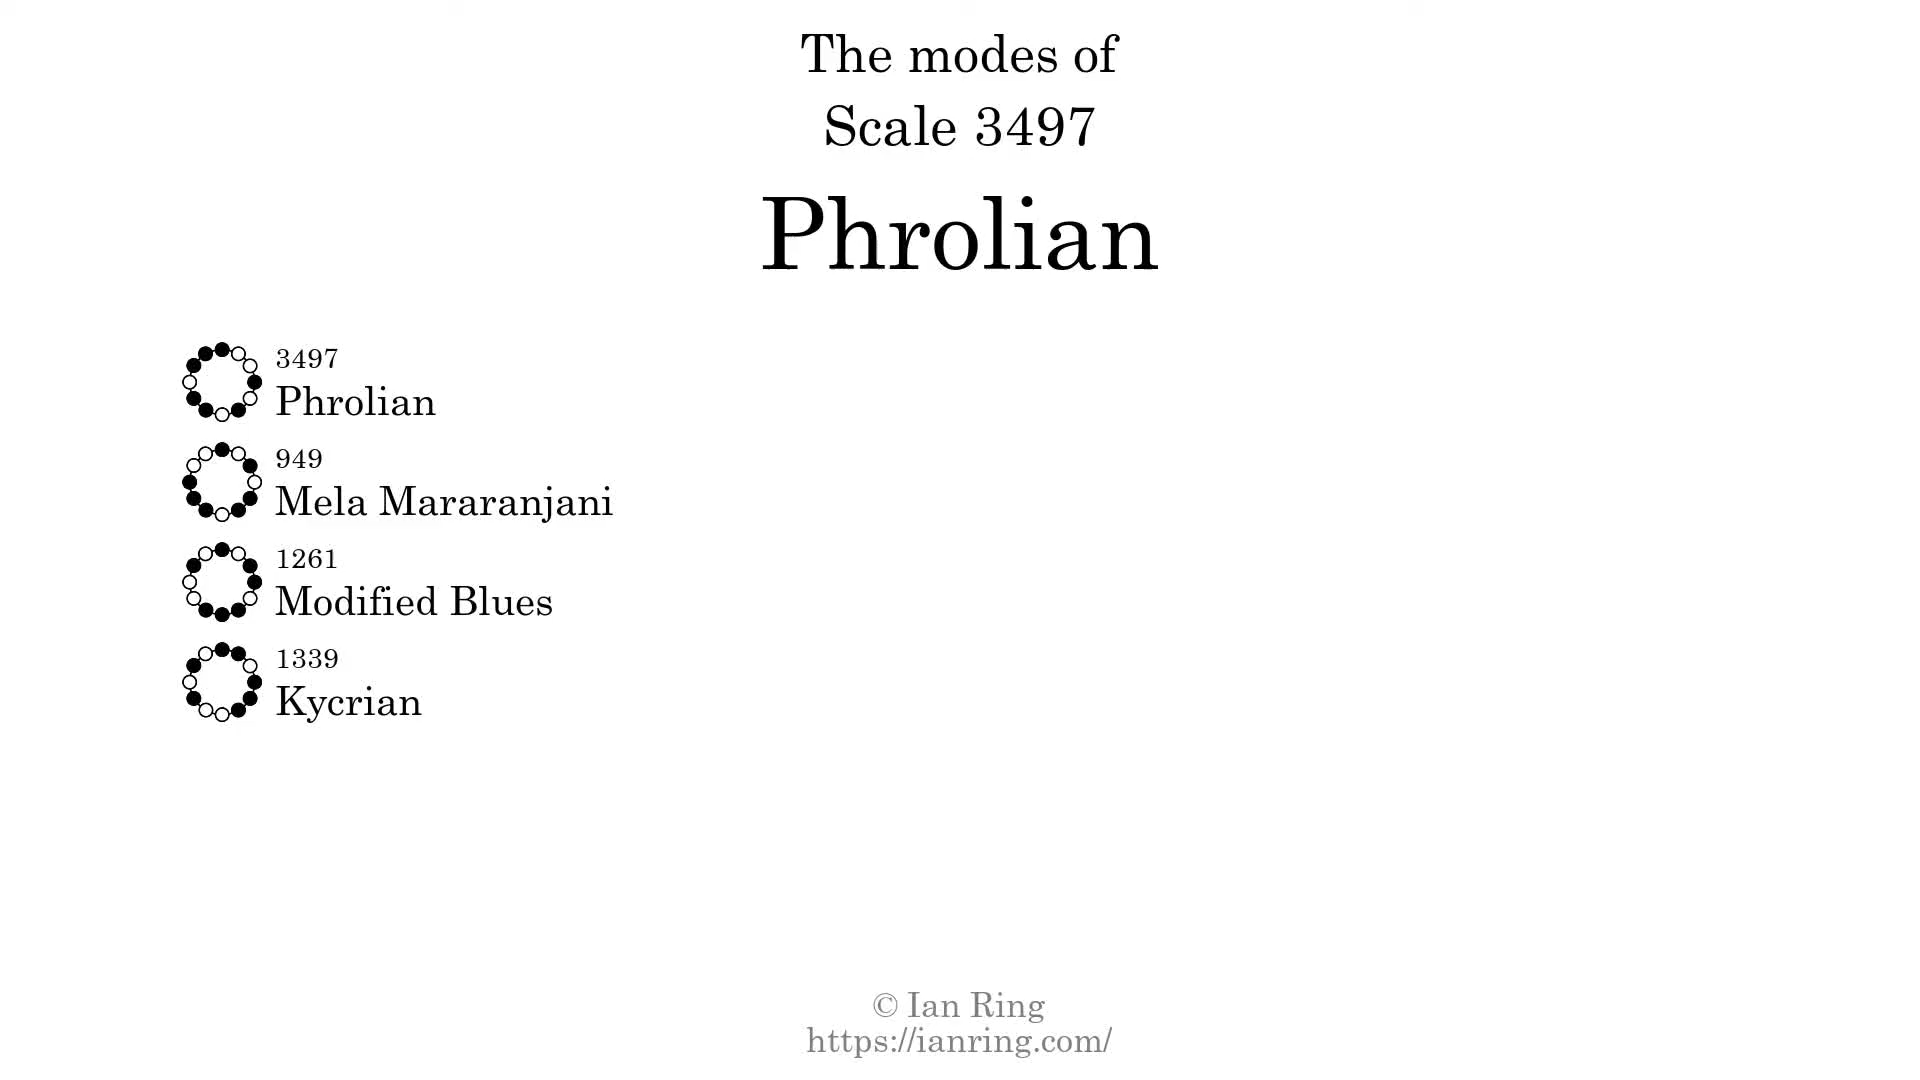 The modes of
Scale 3497
Phrolian
3497
Phrolian
949
Mela Mararanjani
1261
Modified Blues
1339
Kycrian
© Ian Ring
https://ianring.com/